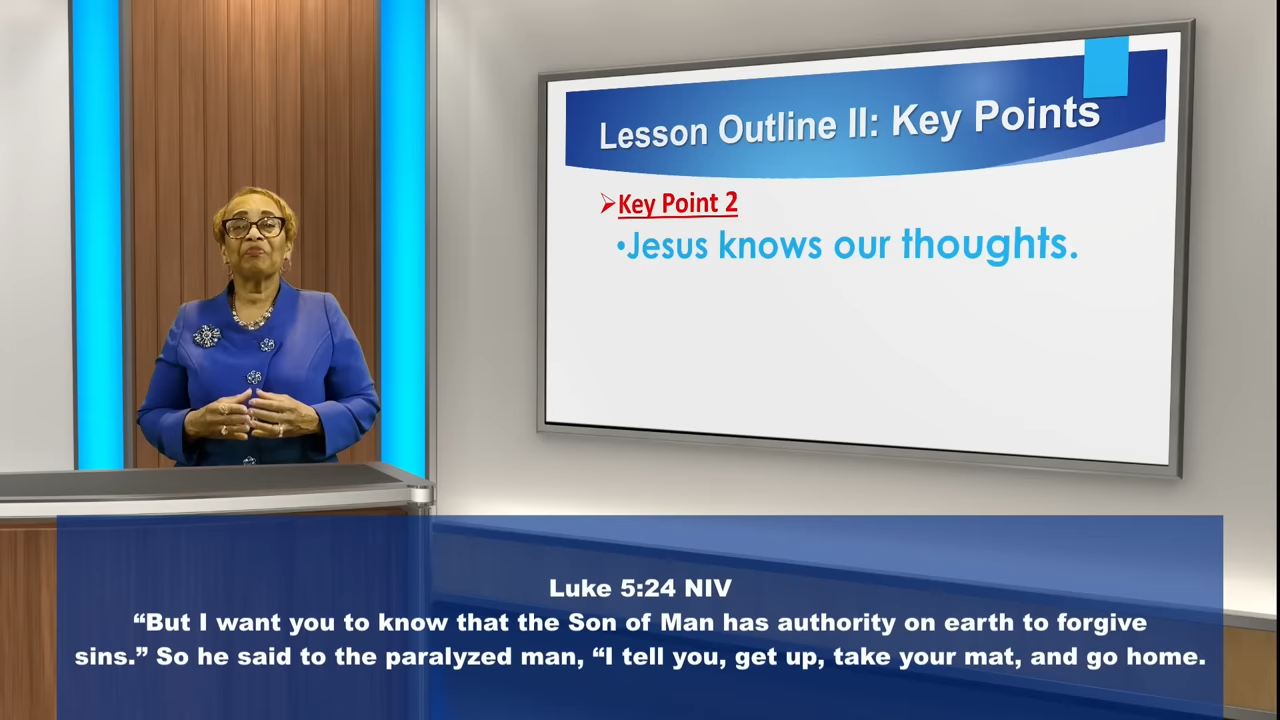 Lesson Outline II: Key Points
➢Key Point 2
•Jesus knows our thoughts.
Luke 5:24 NIV
“But I want you to know that the Son of Man has authority on earth to forgive
sins.” So he said to the paralyzed man, “I tell you, get up, take your mat, and go home.